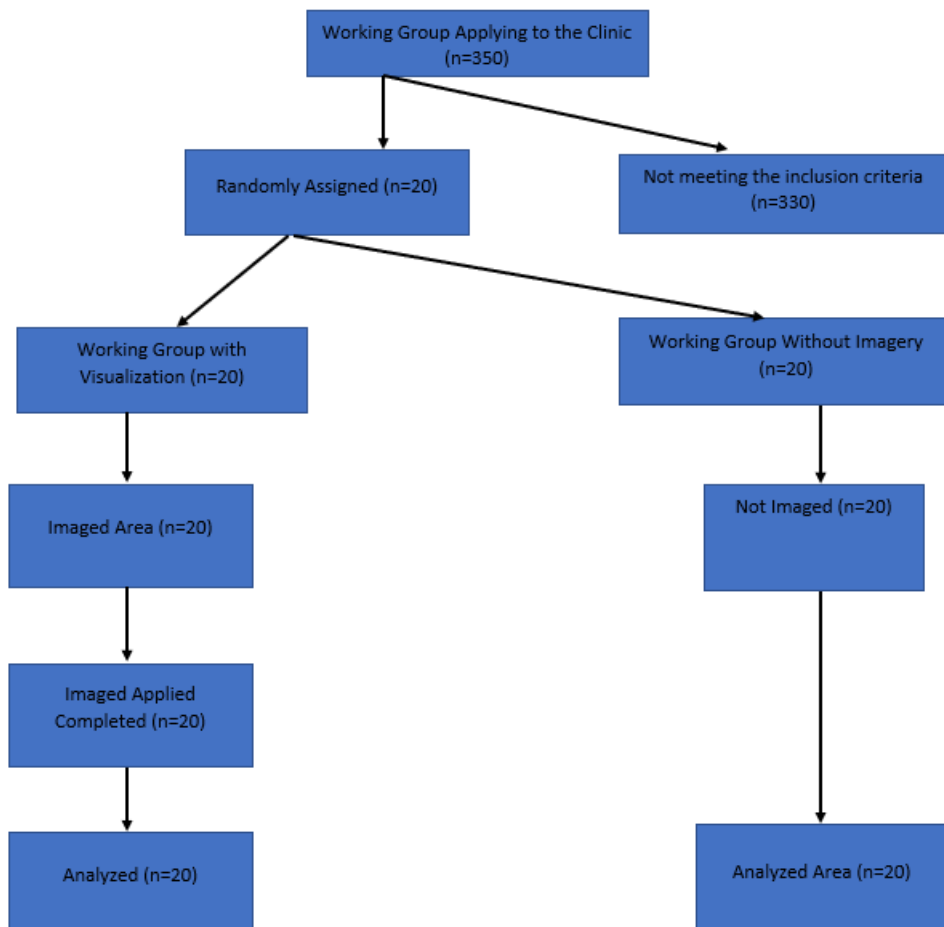 Working Group Applying to the Clinic
(n=350)
Randomly Assigned (n=20)
Not meeting the inclusion criteria
(n=330)
Working Group with
Visualization (n=20)
Working Group Without Imagery
(n=20)
Imaged Area (n=20)
Not Imaged (n=20)
Imaged Applied
Completed (n=20)
Analyzed (n=20)
Analyzed Area (n=20)